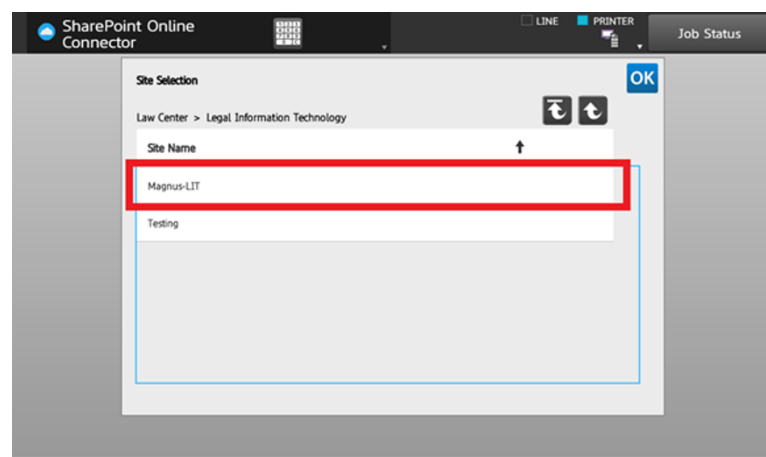 SharePoint Online
Connector
LINE
PRINTER
Job Status
Site Selection
OK
Law Center > Legal Information Technology
Site Name
Magnus-LIT
Testing